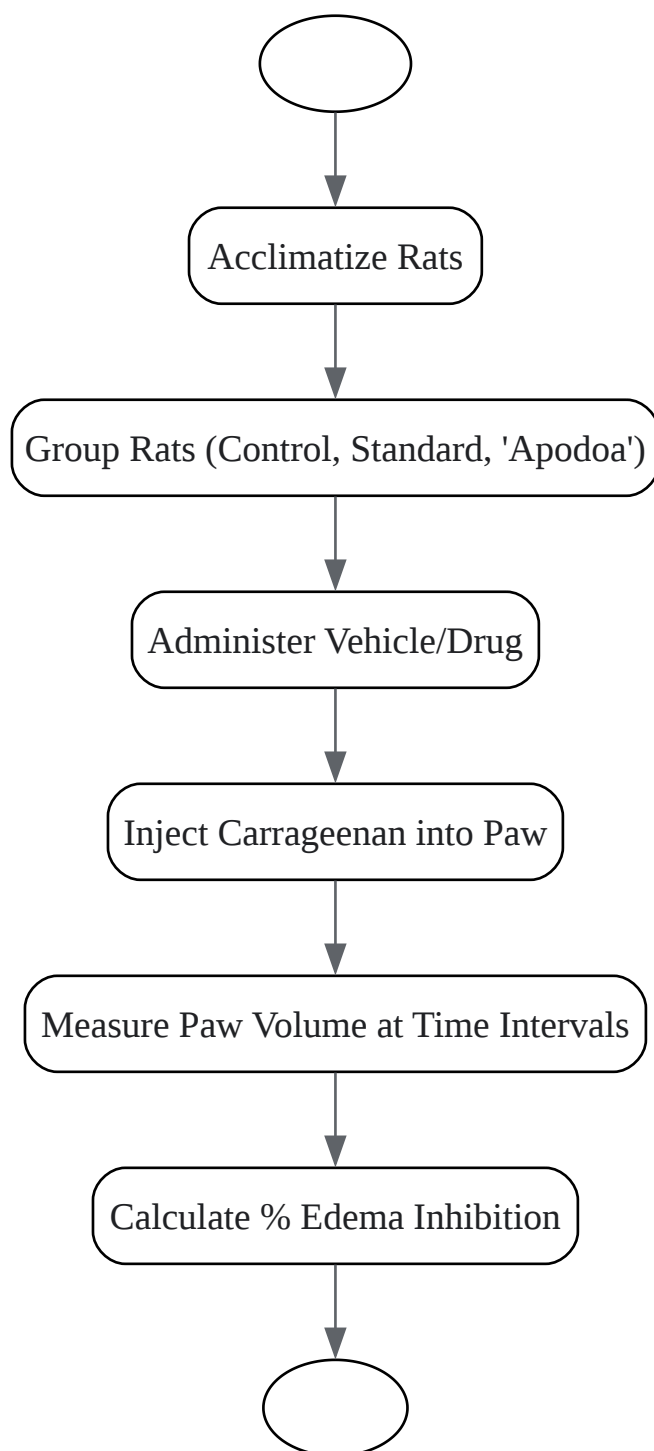 Acclimatize Rats
Group Rats (Control, Standard, 'Apodoa')
Administer Vehicle/Drug
Inject Carrageenan into Paw
Measure Paw Volume at Time Intervals
Calculate % Edema Inhibition